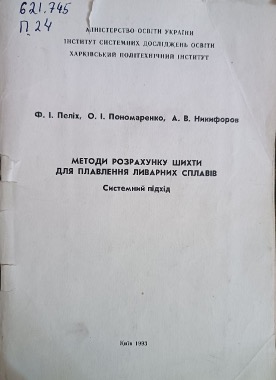 621.745
П 24
МІНІСТЕРСТВО ОСВІТИ УКРАЇНИ
ІНСТИТУТ СИСТЕМНИХ ДОСЛІДЖЕНЬ ОСВІТИ
ХАРКІВСЬКИЙ ПОЛІТЕХНІЧНИЙ ІНСТИТУТ
Ф. І. Пеліх, О. І. Пономаренко, А. В. Никифоров
МЕТОДИ РОЗРАХУНКУ ШИХТИ
ДЛЯ ПЛАВЛЕННЯ ЛИВАРНИХ СПЛАВІВ
Системний підхід
Київ 1993